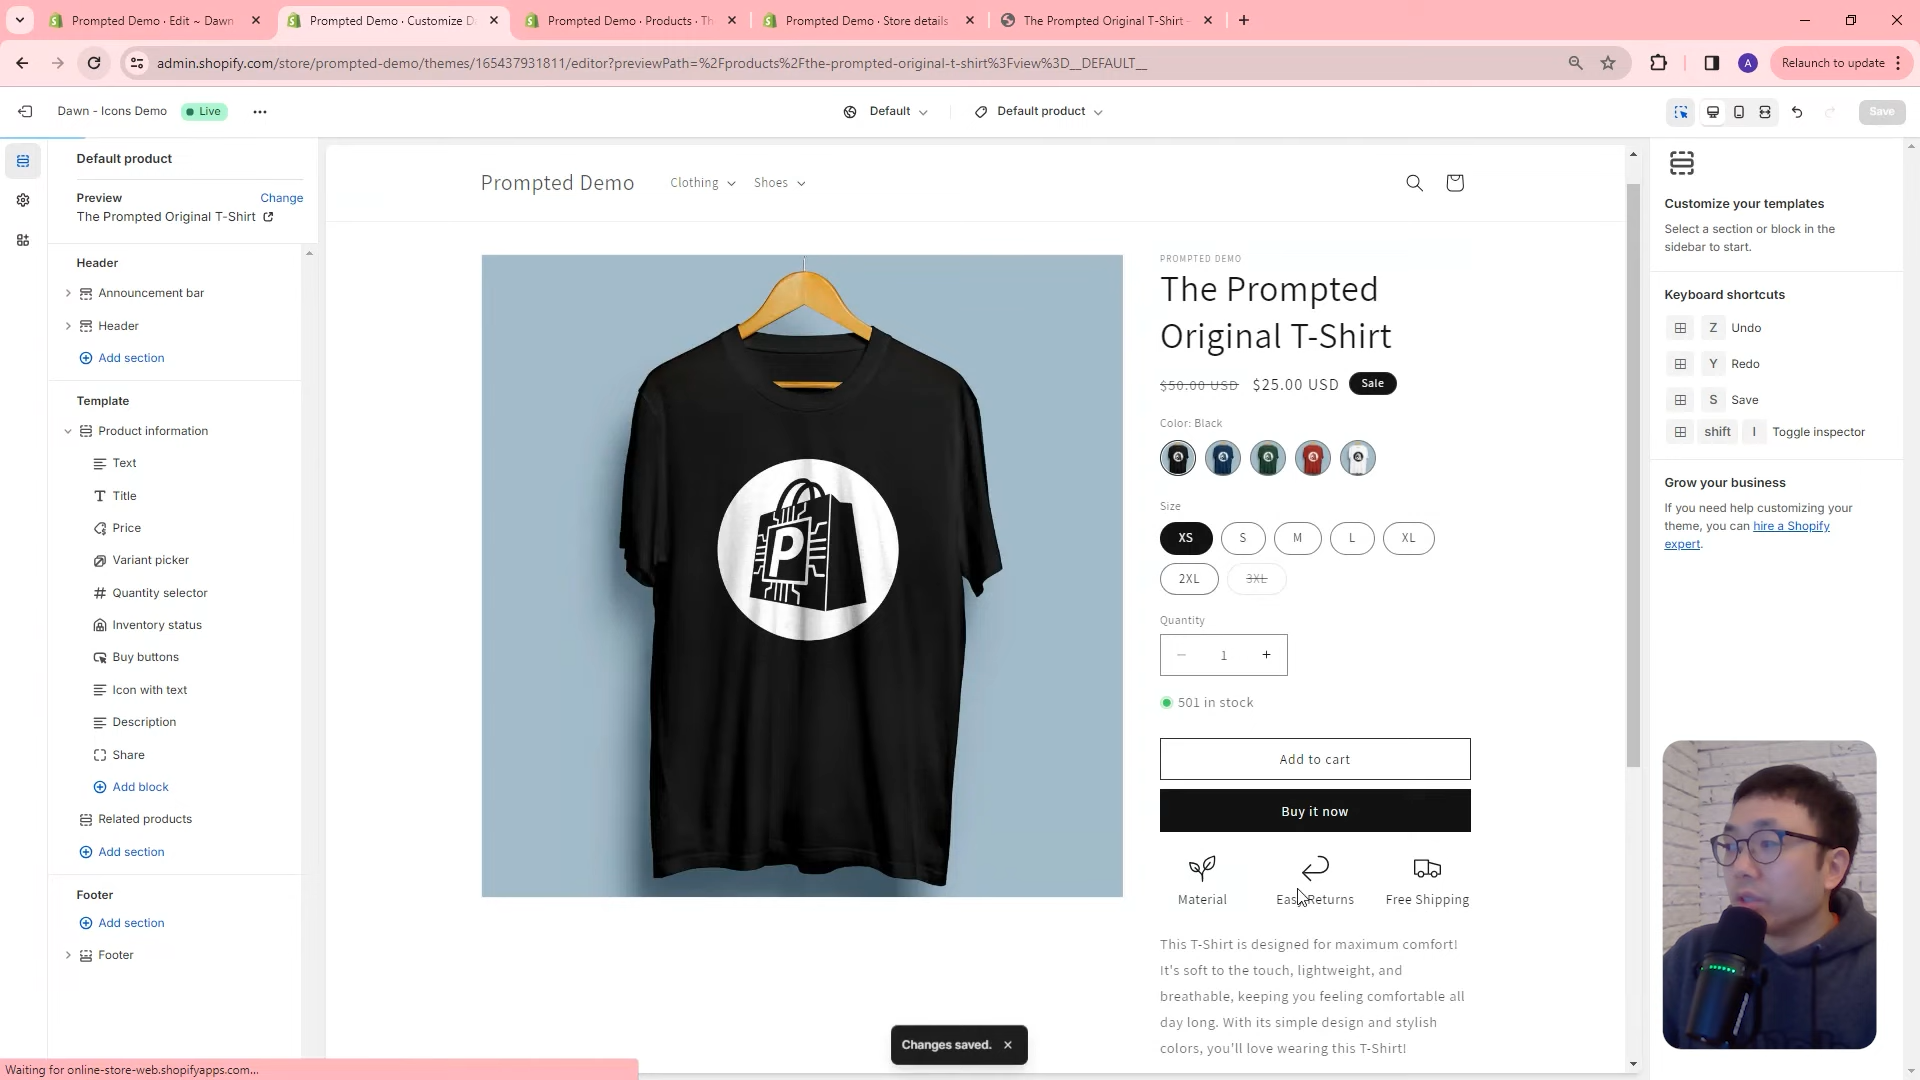 Prompted Demo · Edit ~ Dawn
Prompted Demo · Customize D
Prompted Demo · Products · Th
Prompted Demo · Store details
The Prompted Original T-Shirt
admin.shopify.com/store/prompted-demo/themes/165437931811/editor?previewPath=%2Fproducts%2Fthe-prompted-original-t-shirt%3Fview%3D__DEFAULT__
A
Relaunch to update
Dawn - Icons Demo
Live
Default
Default product
Save
Default product
Preview
Change
The Prompted Original T-Shirt
Header
Announcement bar
Header
Add section
Template
Product information
Text
Title
Price
Variant picker
Quantity selector
Inventory status
Buy buttons
Icon with text
Description
Share
Add block
Related products
Add section
Footer
Add section
Footer
Prompted Demo
Clothing
Shoes
P
PROMPTED DEMO
The Prompted
Original T-Shirt
$50.00 USD
$25.00 USD
Sale
Color: Black
Size
XS
S
M
L
XL
2XL
3XL
Quantity
1
501 in stock
Add to cart
Buy it now
Material
Easy Returns
Free Shipping
This T-Shirt is designed for maximum comfort!
It's soft to the touch, lightweight, and
breathable, keeping you feeling comfortable all
day long. With its simple design and stylish
colors, you'll love wearing this T-Shirt!
Changes saved.
Customize your templates
Select a section or block in the
sidebar to start.
Keyboard shortcuts
Z Undo
Y Redo
S Save
shift I Toggle inspector
Grow your business
If you need help customizing your
theme, you can hire a Shopify
expert.
Waiting for online-store-web.shopifyapps.com...